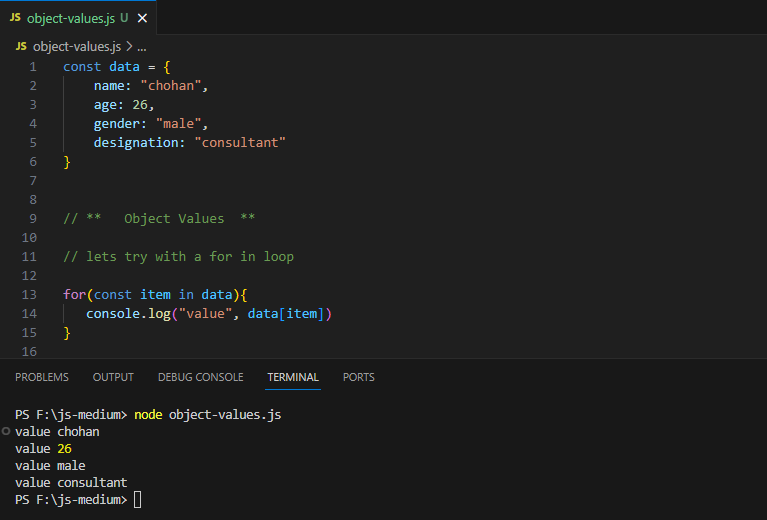 JS object-values.js U ×
JS object-values.js > ...
1 const data = {
2     name: "chohan",
3     age: 26,
4     gender: "male",
5     designation: "consultant"
6 }
7
8
9 // **   Object Values  **
10
11 // lets try with a for in loop
12
13 for(const item in data){
14    console.log("value", data[item])
15 }
16
PROBLEMS OUTPUT DEBUG CONSOLE TERMINAL PORTS
PS F:\js-medium> node object-values.js
value chohan
value 26
value male
value consultant
PS F:\js-medium>